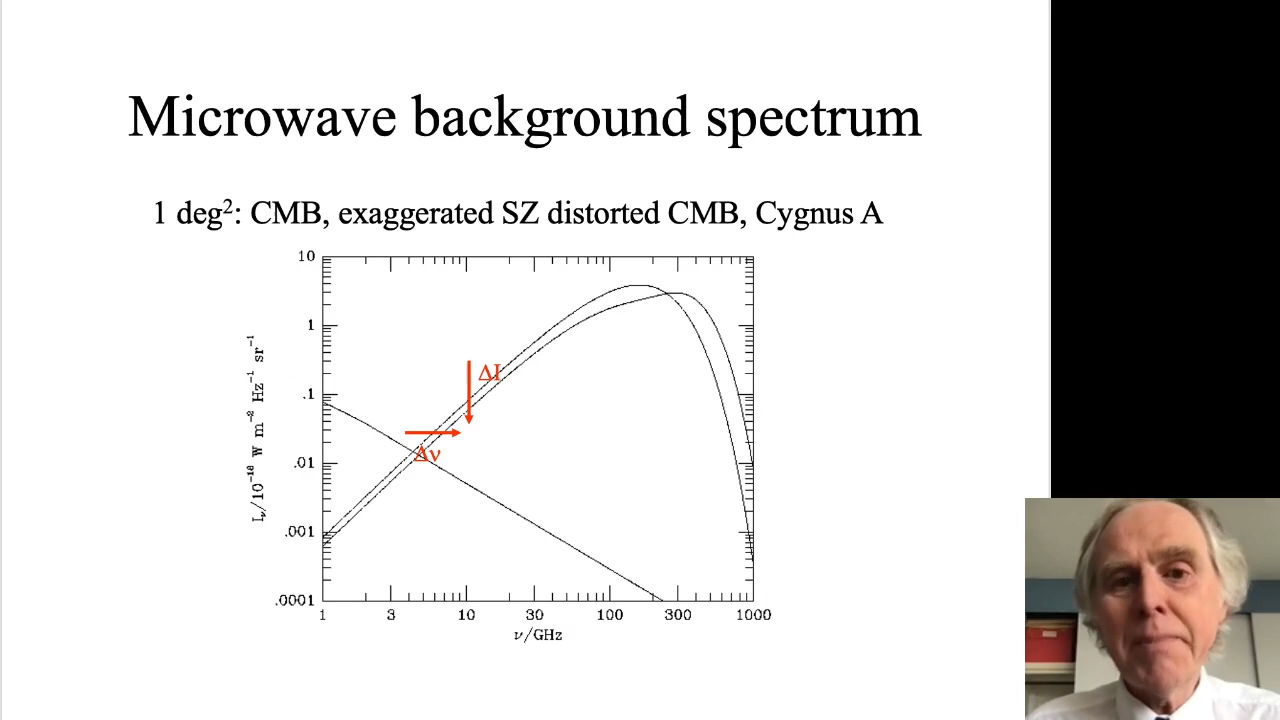 Microwave background spectrum
1 deg²: CMB, exaggerated SZ distorted CMB, Cygnus A
10
1
.1
.01
.001
.0001
Iν/10⁻¹⁸ W m⁻² Hz⁻¹ sr⁻¹
ΔI
Δν
1 3 10 30 100 300 1000
ν/GHz